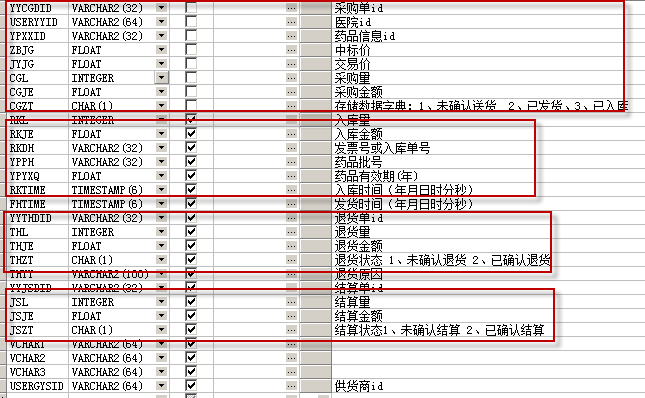 YYCGDID VARCHAR2(32) 采购单id
USERYYID VARCHAR2(64) 医院id
YPXXID VARCHAR2(32) 药品信息id
ZBJG FLOAT 中标价
JYJG FLOAT 交易价
CGL INTEGER 采购量
CGJE FLOAT 采购金额
CGZT CHAR(1) 存储数据字典：1、未确认送货 2、已发货、3、已入库
RKL INTEGER 入库量
RKJE FLOAT 入库金额
RKDH VARCHAR2(32) 发票号或入库单号
YPPH VARCHAR2(32) 药品批号
YPYXQ FLOAT 药品有效期(年)
RKTIME TIMESTAMP(6) 入库时间（年月日时分秒）
FHTIME TIMESTAMP(6) 发货时间（年月日时分秒）
YYTHDID VARCHAR2(32) 退货单id
THL INTEGER 退货量
THJE FLOAT 退货金额
THZT CHAR(1) 退货状态 1、未确认退货 2、已确认退货
THYY VARCHAR2(100) 退货原因
YYJSDID VARCHAR2(32) 结算单id
JSL INTEGER 结算量
JSJE FLOAT 结算金额
JSZT CHAR(1) 结算状态1、未确认结算 2、已确认结算
VCHAR1 VARCHAR2(64)
VCHAR2 VARCHAR2(64)
VCHAR3 VARCHAR2(64)
USERGYSID VARCHAR2(64) 供货商id